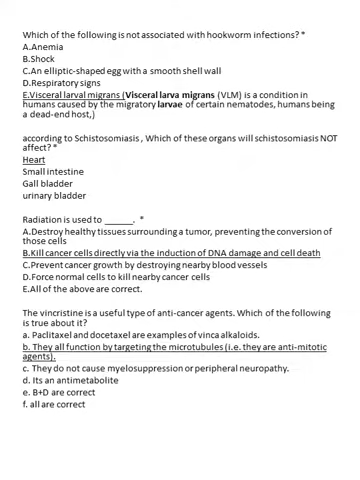 Which of the following is not associated with hookworm infections? *
A.Anemia
B.Shock
C.An elliptic-shaped egg with a smooth shell wall
D.Respiratory signs
E.Visceral larval migrans (Visceral larva migrans (VLM) is a condition in
humans caused by the migratory larvae of certain nematodes, humans being
a dead-end host,)
according to Schistosomiasis , Which of these organs will schistosomiasis NOT
affect? *
Heart
Small intestine
Gall bladder
urinary bladder
Radiation is used to ______. *
A.Destroy healthy tissues surrounding a tumor, preventing the conversion of
those cells
B.Kill cancer cells directly via the induction of DNA damage and cell death
C.Prevent cancer growth by destroying nearby blood vessels
D.Force normal cells to kill nearby cancer cells
E.All of the above are correct.
The vincristine is a useful type of anti-cancer agents. Which of the following
is true about it?
a. Paclitaxel and docetaxel are examples of vinca alkaloids.
b. They all function by targeting the microtubules (i.e. they are anti-mitotic
agents).
c. They do not cause myelosuppression or peripheral neuropathy.
d. Its an antimetabolite
e. B+D are correct
f. all are correct